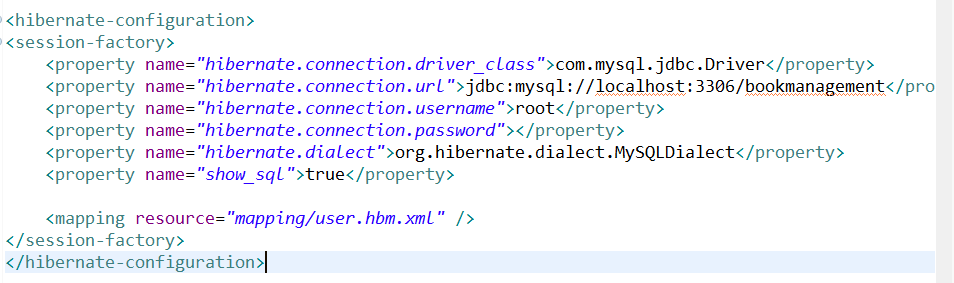 <hibernate-configuration>
<session-factory>
    <property name="hibernate.connection.driver_class">com.mysql.jdbc.Driver</property>
    <property name="hibernate.connection.url">jdbc:mysql://localhost:3306/bookmanagement</pro
    <property name="hibernate.connection.username">root</property>
    <property name="hibernate.connection.password"></property>
    <property name="hibernate.dialect">org.hibernate.dialect.MySQLDialect</property>
    <property name="show_sql">true</property>
    <mapping resource="mapping/user.hbm.xml" />
</session-factory>
</hibernate-configuration>